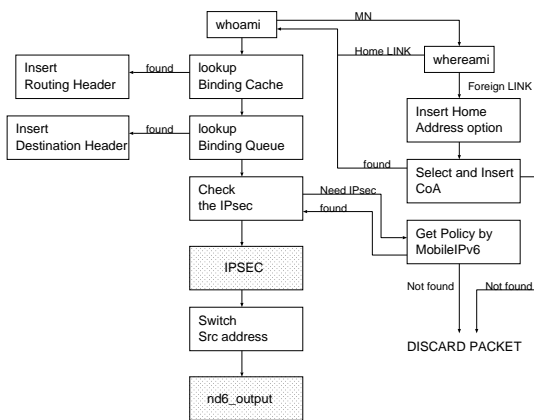 whoami
MN
Home LINK
whereami
Foreign LINK
Insert
Routing Header
found
lookup
Binding Cache
Insert Home
Address option
Insert
Destination Header
found
lookup
Binding Queue
found
Select and Insert
CoA
Check
the IPsec
Need IPsec
found
Get Policy by
MobileIPv6
IPSEC
Not found
Not found
Switch
Src address
DISCARD PACKET
nd6_output